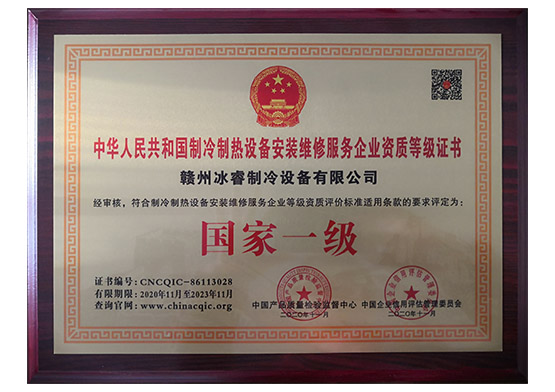 中华人民共和国制冷制热设备安装维修服务企业资质等级证书
赣州冰睿制冷设备有限公司
经审核，符合制冷制热设备安装维修服务企业等级资质评价标准适用条款的要求评定为：
国家一级
证书编号：CNCQIC-86113028
有限期限：2020年11月至2023年11月
查询官网：www.chinacqic.org
中国产品质量检验监督中心 中国企业信用评估管理委员会
二〇二〇年十一月 二〇二〇年十一月